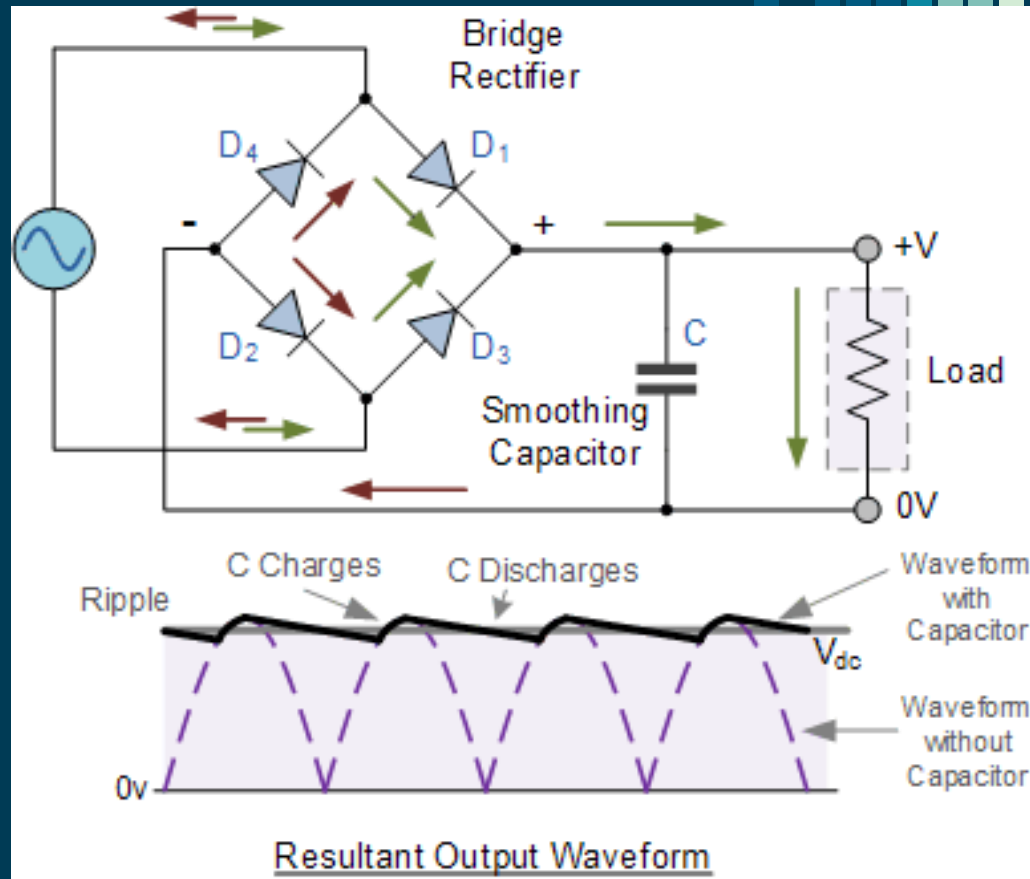 Bridge
Rectifier
D₄
D₁
-
+
+V
D₂
D₃
C
Load
Smoothing
Capacitor
0V
C Charges
C Discharges
Ripple
Waveform
with
Capacitor
Vdc
Waveform
without
Capacitor
0v
Resultant Output Waveform